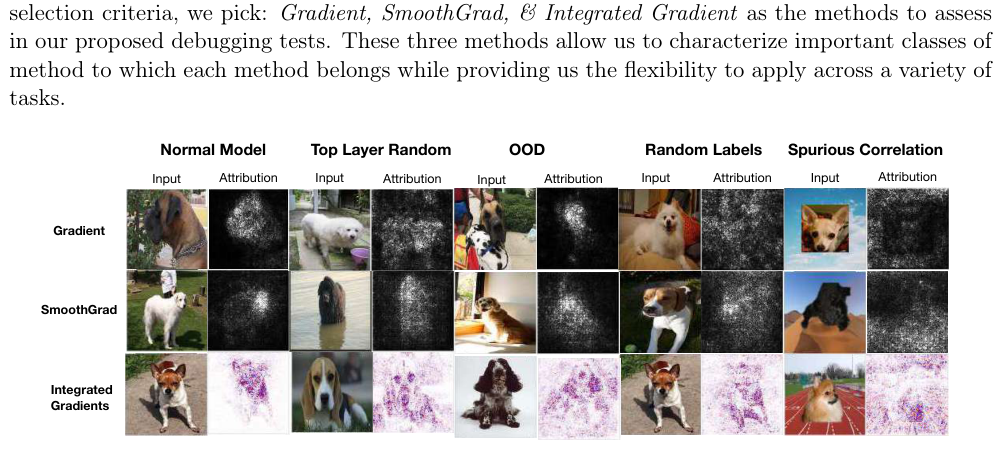 selection criteria, we pick: Gradient, SmoothGrad, & Integrated Gradient as the methods to assess
in our proposed debugging tests. These three methods allow us to characterize important classes of
method to which each method belongs while providing us the flexibility to apply across a variety of
tasks.
Normal Model Top Layer Random OOD Random Labels Spurious Correlation
Input Attribution Input Attribution Input Attribution Input Attribution Input Attribution
Gradient
SmoothGrad
Integrated
Gradients